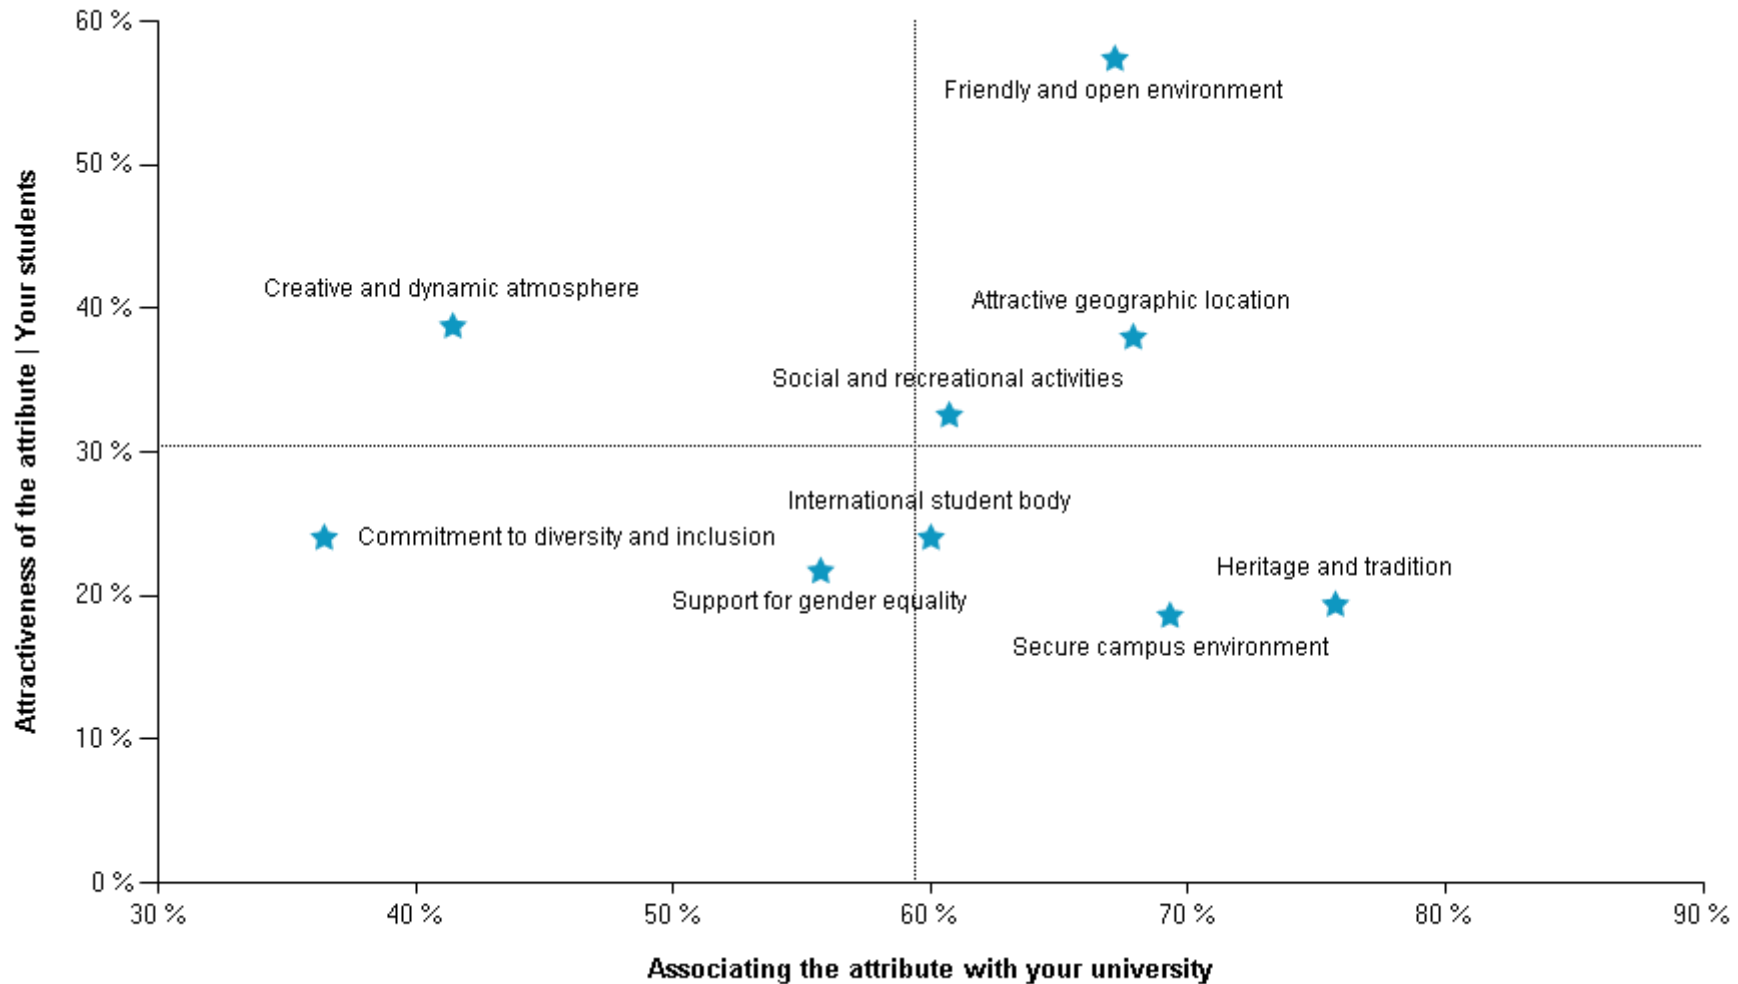 60 %
Friendly and open environment
50 %
Creative and dynamic atmosphere
40 %
Attractive geographic location
Social and recreational activities
30 %
International student body
Commitment to diversity and inclusion
Heritage and tradition
20 %
Support for gender equality
Secure campus environment
10 %
0 %
30 %
40 %
50 %
60 %
70 %
80 %
90 %
Associating the attribute with your university
Attractiveness of the attribute | Your students